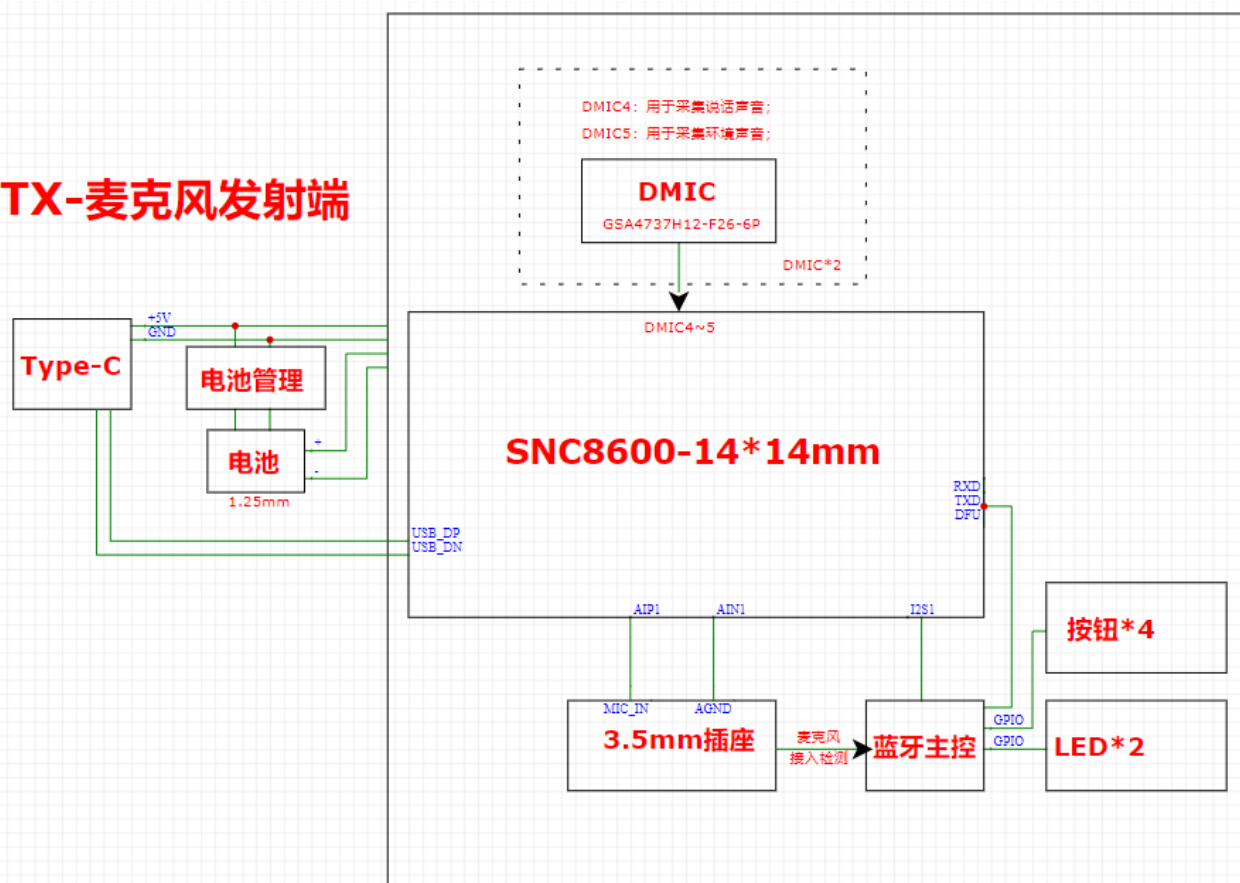 DMIC4：用于采集说话声音；
DMIC5：用于采集环境声音；
DMIC
GSA4737H12-F26-6P
DMIC*2
TX-麦克风发射端
DMIC4~5
+5V
GND
Type-C
电池管理
电池
+
-
1.25mm
SNC8600-14*14mm
RXD
TXD
DFU
USB_DP
USB_DN
AIP1
AIN1
I2S1
按钮*4
MIC_IN
AGND
3.5mm插座
麦克风
接入检测
蓝牙主控
GPIO
GPIO
LED*2